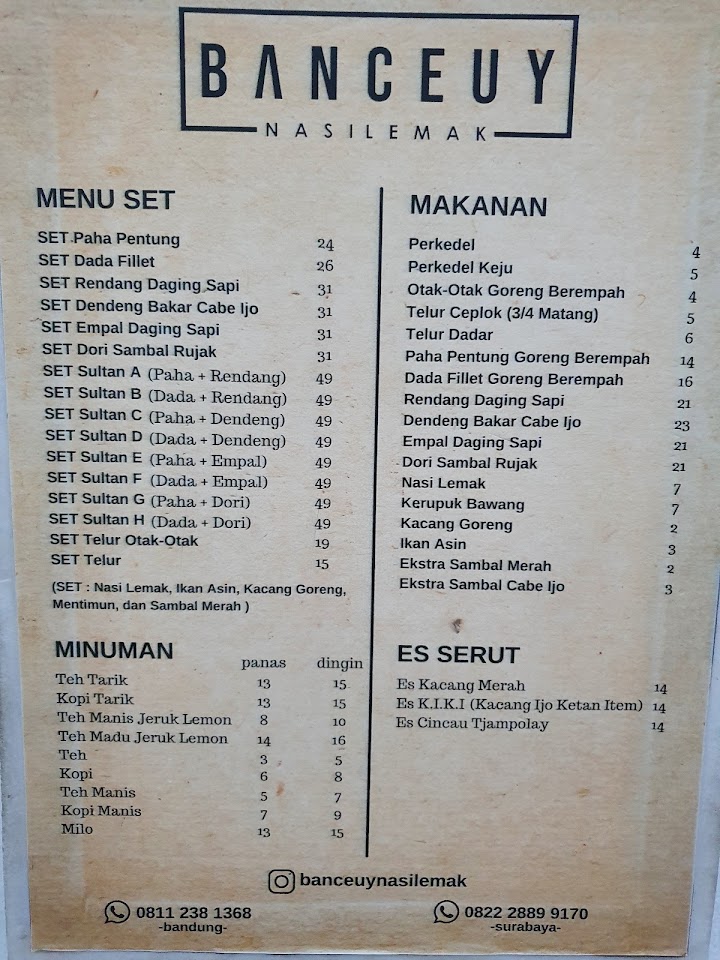 BANCEUY
NASILEMAK
MENU SET
SET Paha Pentung 24
SET Dada Fillet 26
SET Rendang Daging Sapi 31
SET Dendeng Bakar Cabe Ijo 31
SET Empal Daging Sapi 31
SET Dori Sambal Rujak 31
SET Sultan A (Paha + Rendang) 49
SET Sultan B (Dada + Rendang) 49
SET Sultan C (Paha + Dendeng) 49
SET Sultan D (Dada + Dendeng) 49
SET Sultan E (Paha + Empal) 49
SET Sultan F (Dada + Empal) 49
SET Sultan G (Paha + Dori) 49
SET Sultan H (Dada + Dori) 49
SET Telur Otak-Otak 19
SET Telur 15
(SET : Nasi Lemak, Ikan Asin, Kacang Goreng,
Mentimun, dan Sambal Merah )
MINUMAN
panas dingin
Teh Tarik 13 15
Kopi Tarik 13 15
Teh Manis Jeruk Lemon 8 10
Teh Madu Jeruk Lemon 14 16
Teh 3 5
Kopi 6 8
Teh Manis 5 7
Kopi Manis 7 9
Milo 13 15
MAKANAN
Perkedel 4
Perkedel Keju 5
Otak-Otak Goreng Berempah 4
Telur Ceplok (3/4 Matang) 5
Telur Dadar 6
Paha Pentung Goreng Berempah 14
Dada Fillet Goreng Berempah 16
Rendang Daging Sapi 21
Dendeng Bakar Cabe Ijo 23
Empal Daging Sapi 21
Dori Sambal Rujak 21
Nasi Lemak 7
Kerupuk Bawang 7
Kacang Goreng 2
Ikan Asin 3
Ekstra Sambal Merah 2
Ekstra Sambal Cabe Ijo 3
ES SERUT
Es Kacang Merah 14
Es K.I.K.I (Kacang Ijo Ketan Item) 14
Es Cincau Tjampolay 14
banceuynasilemak
0811 238 1368
-bandung-
0822 2889 9170
-surabaya-